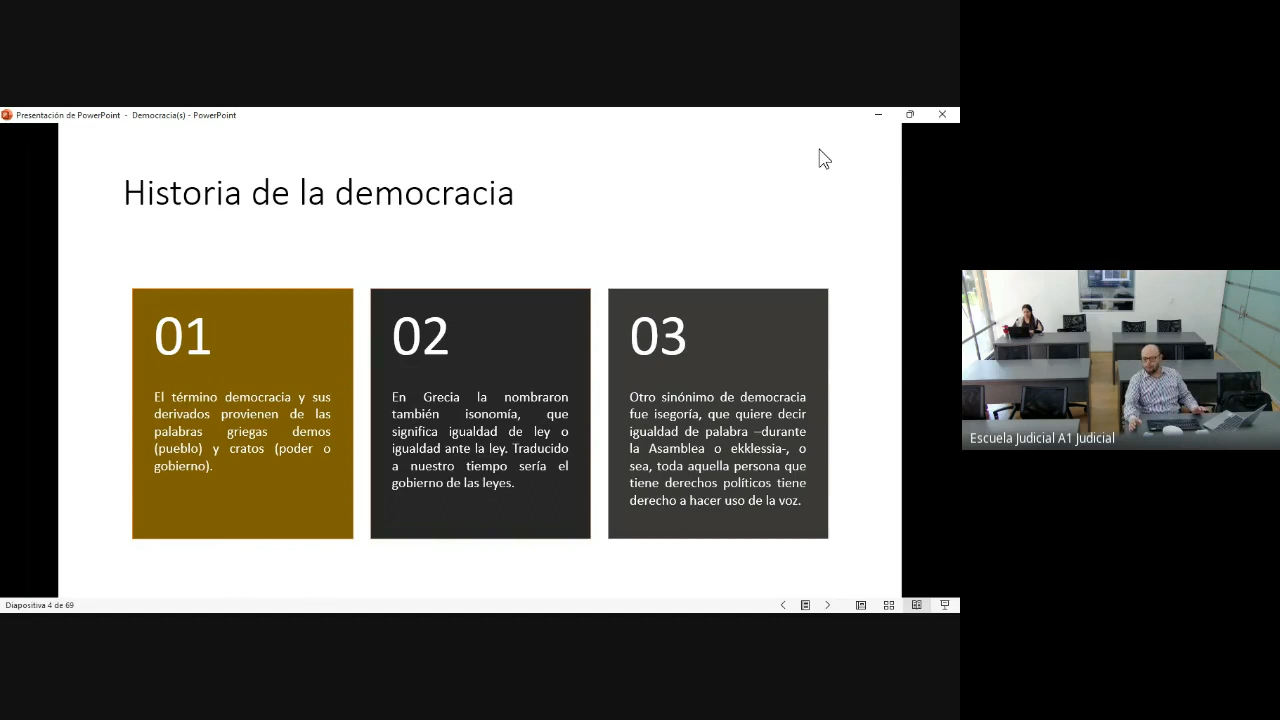 Presentación de PowerPoint - Democracia(s) - PowerPoint
Historia de la democracia
01
El término democracia y sus
derivados provienen de las
palabras griegas demos
(pueblo) y cratos (poder o
gobierno).
02
En Grecia la nombraron
también isonomía, que
significa igualdad de ley o
igualdad ante la ley. Traducido
a nuestro tiempo sería el
gobierno de las leyes.
03
Otro sinónimo de democracia
fue isegoría, que quiere decir
igualdad de palabra –durante
la Asamblea o ekklessia-, o
sea, toda aquella persona que
tiene derechos políticos tiene
derecho a hacer uso de la voz.
Escuela Judicial A1 Judicial
Diapositiva 4 de 69